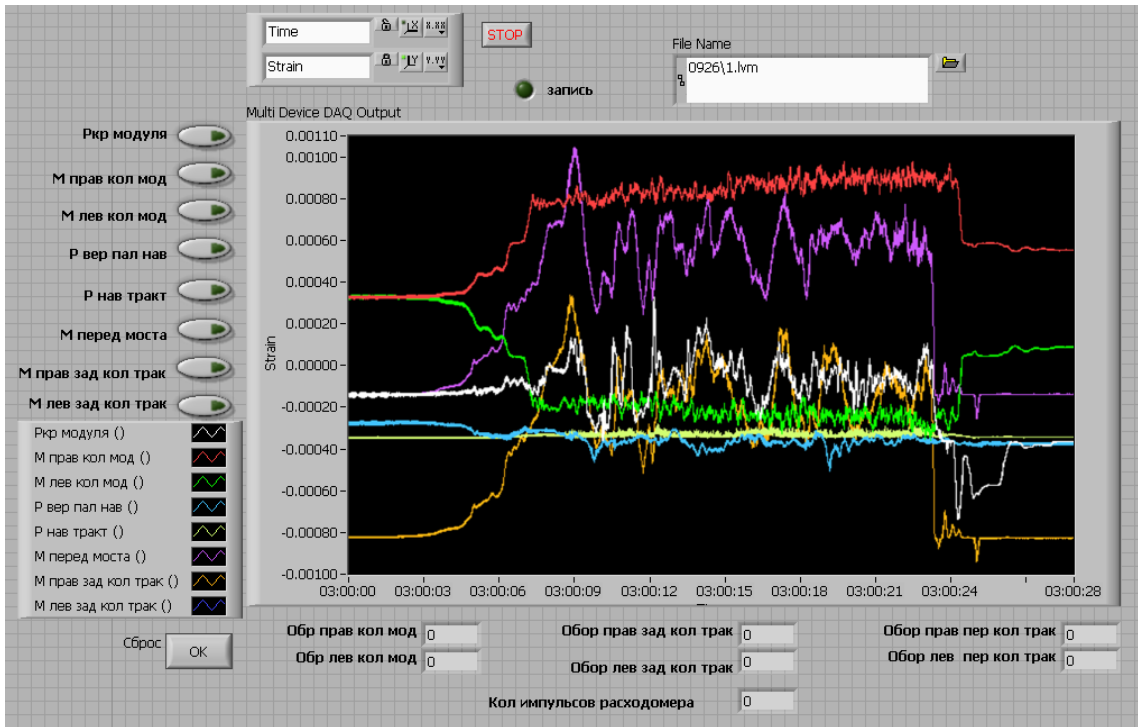 Time
Strain
STOP
File Name
0926\1.lvm
запись
Multi Device DAQ Output
Ркр модуля
М прав кол мод
М лев кол мод
Р вер пал нав
Р нав тракт
М перед моста
М прав зад кол трак
М лев зад кол трак
Ркр модуля ()
М прав кол мод ()
М лев кол мод ()
Р вер пал нав ()
Р нав тракт ()
М перед моста ()
М прав зад кол трак ()
М лев зад кол трак ()
Strain
0.00110
0.00100
0.00080
0.00060
0.00040
0.00020
0.00000
-0.00020
-0.00040
-0.00060
-0.00080
-0.00100
03:00:00 03:00:03 03:00:06 03:00:09 03:00:12 03:00:15 03:00:18 03:00:21 03:00:24 03:00:28
Сброс OK
Обр прав кол мод 0
Обр лев кол мод 0
Обор прав зад кол трак 0
Обор лев зад кол трак 0
Обор прав пер кол трак 0
Обор лев пер кол трак 0
Кол импульсов расходомера 0